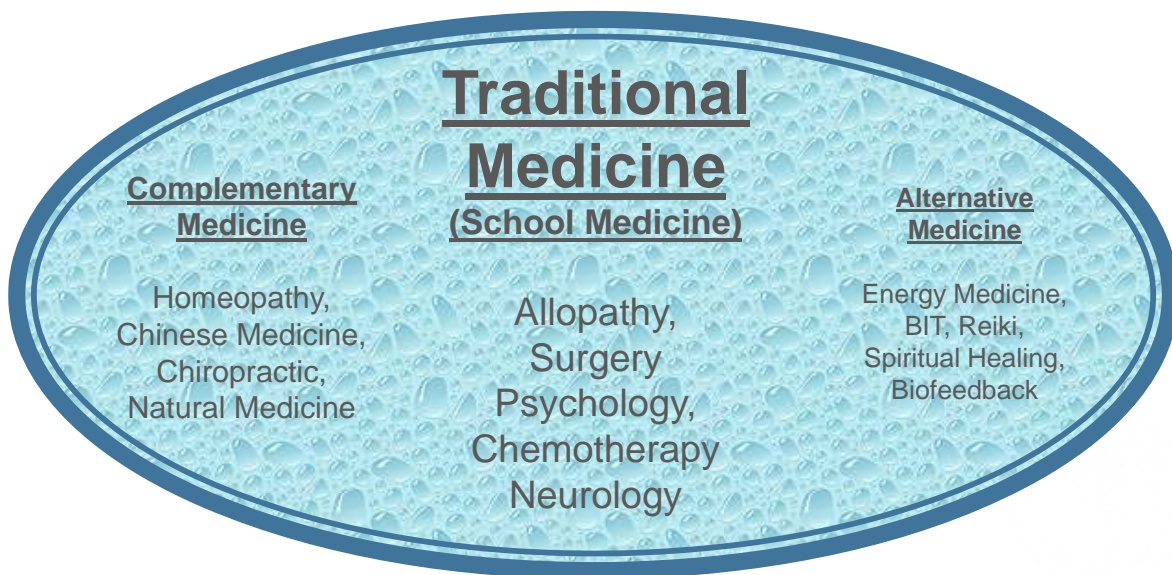 Complementary
Medicine
Homeopathy,
Chinese Medicine,
Chiropractic,
Natural Medicine
Traditional
Medicine
(School Medicine)
Allopathy,
Surgery
Psychology,
Chemotherapy
Neurology
Alternative
Medicine
Energy Medicine,
BIT, Reiki,
Spiritual Healing,
Biofeedback